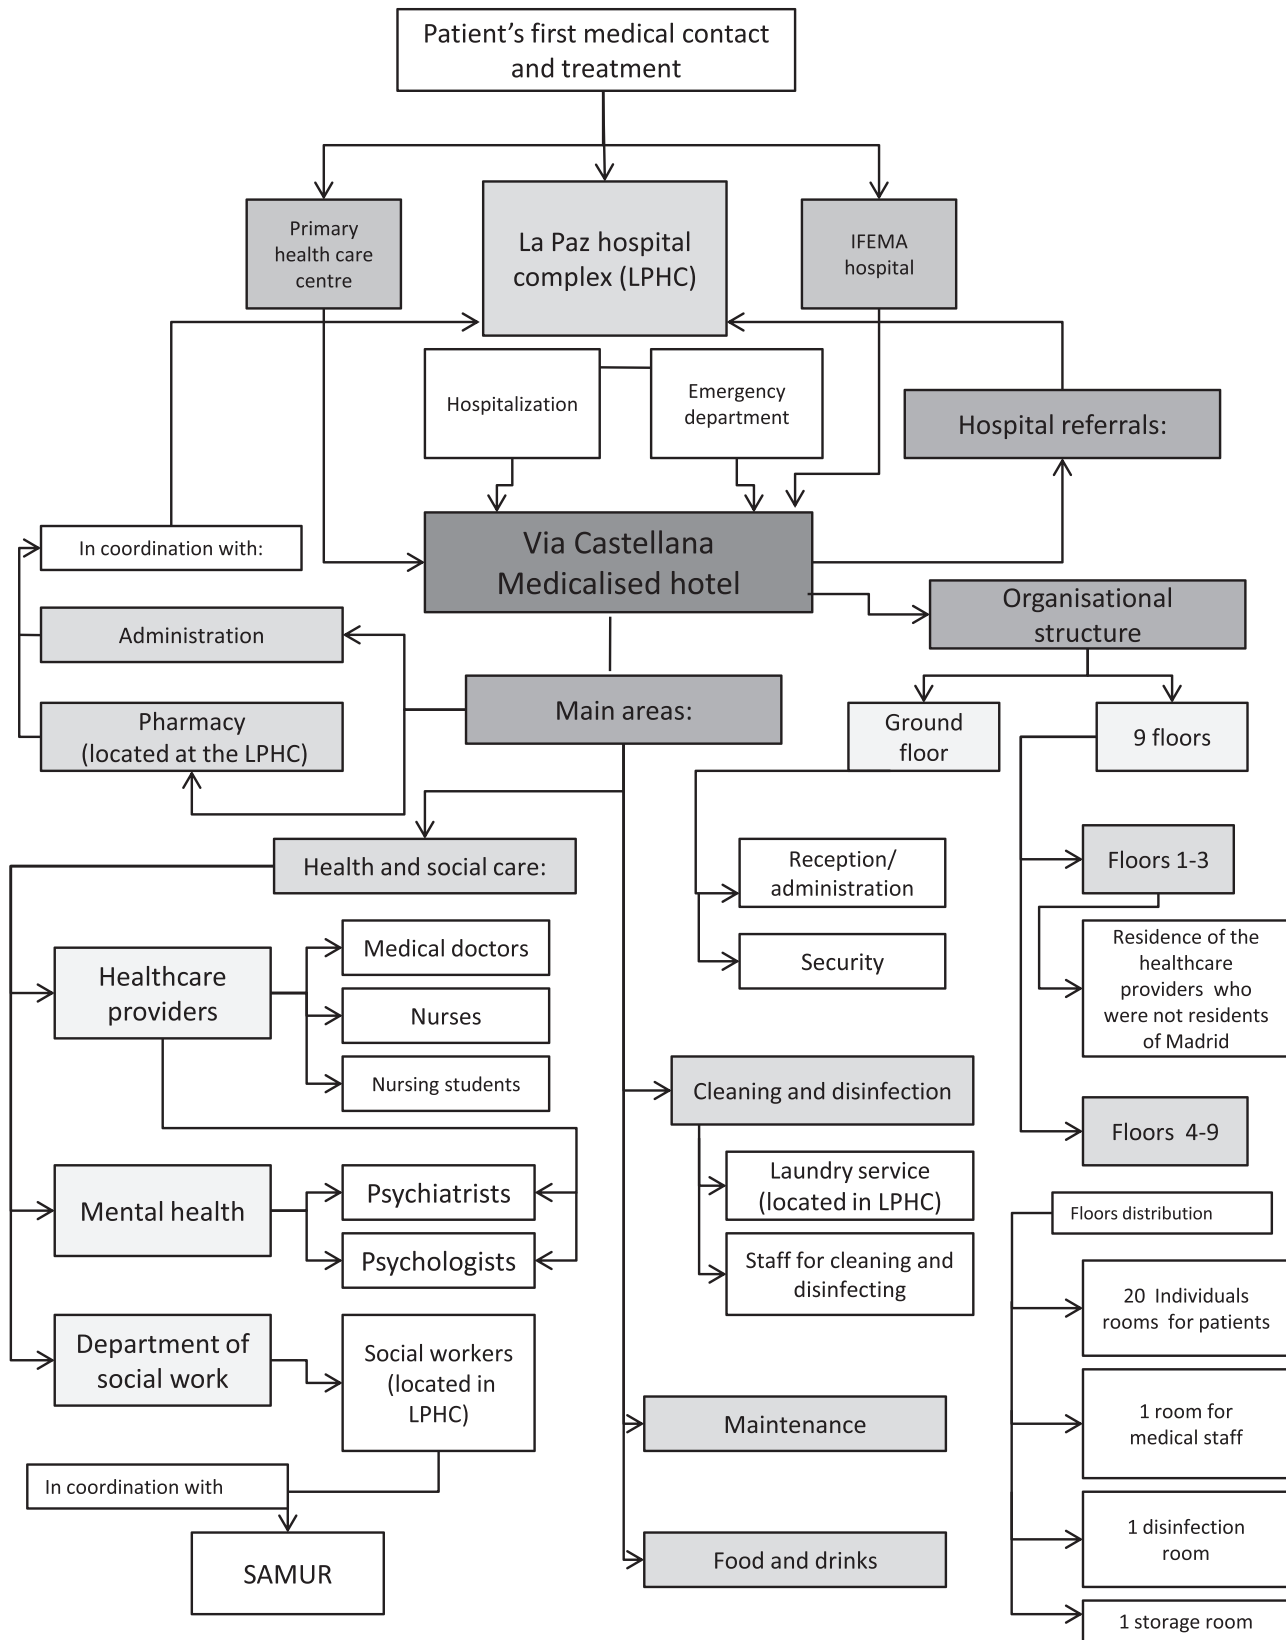 Patient’s first medical contact
and treatment
Primary
health care
centre
La Paz hospital
complex (LPHC)
IFEMA
hospital
Hospitalization
Emergency
department
Hospital referrals:
In coordination with:
Via Castellana
Medicalised hotel
Administration
Organisational
structure
Pharmacy
(located at the LPHC)
Main areas:
Ground
floor
9 floors
Health and social care:
Reception/
administration
Security
Floors 1-3
Residence of the
healthcare
providers who
were not residents
of Madrid
Healthcare
providers
Medical doctors
Nurses
Nursing students
Cleaning and disinfection
Floors 4-9
Mental health
Psychiatrists
Psychologists
Laundry service
(located in LPHC)
Staff for cleaning and
disinfecting
Floors distribution
20 Individuals
rooms for patients
Department of
social work
Social workers
(located in
LPHC)
Maintenance
1 room for
medical staff
In coordination with
SAMUR
Food and drinks
1 disinfection
room
1 storage room